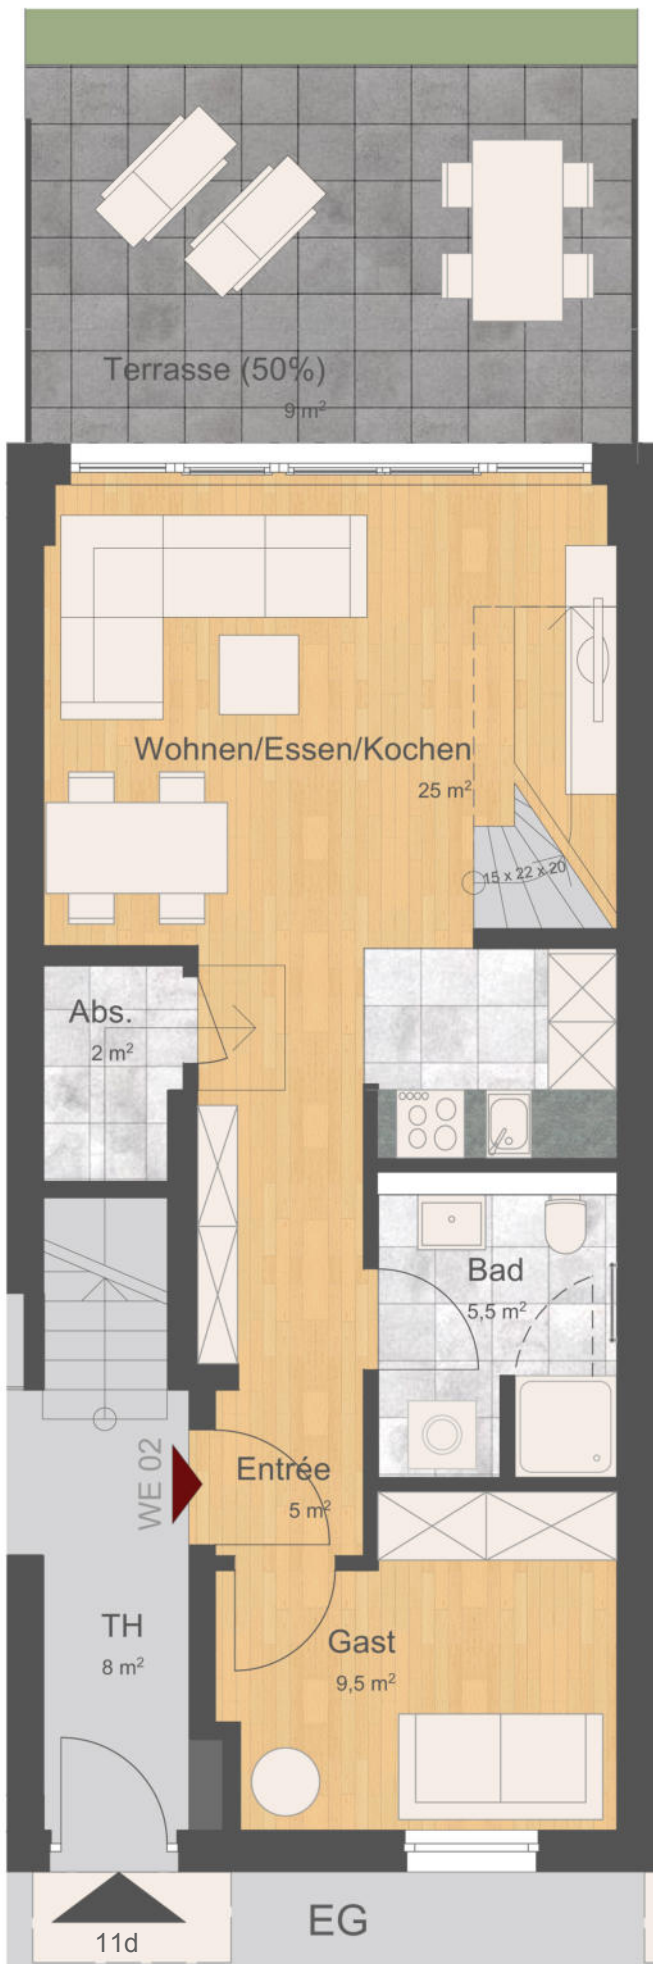 Terrasse (50%)
9 m²
Wohnen/Essen/Kochen
25 m²
15 x 22 x 20
Abs.
2 m²
Bad
5,5 m²
WE 02
Entrée
5 m²
TH
8 m²
Gast
9,5 m²
EG
11d